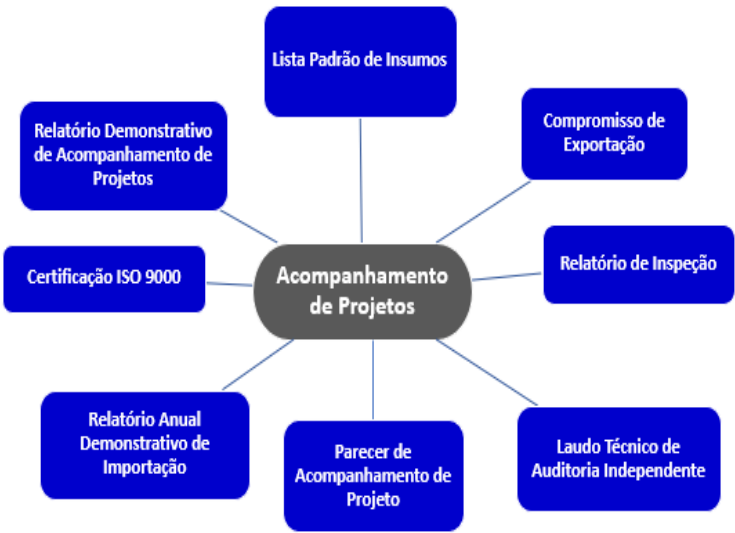 Lista Padrão de Insumos
Compromisso de
Exportação
Relatório Demonstrativo
de Acompanhamento de
Projetos
Relatório de Inspeção
Certificação ISO 9000
Acompanhamento
de Projetos
Relatório Anual
Demonstrativo de
Importação
Parecer de
Acompanhamento de
Projeto
Laudo Técnico de
Auditoria Independente